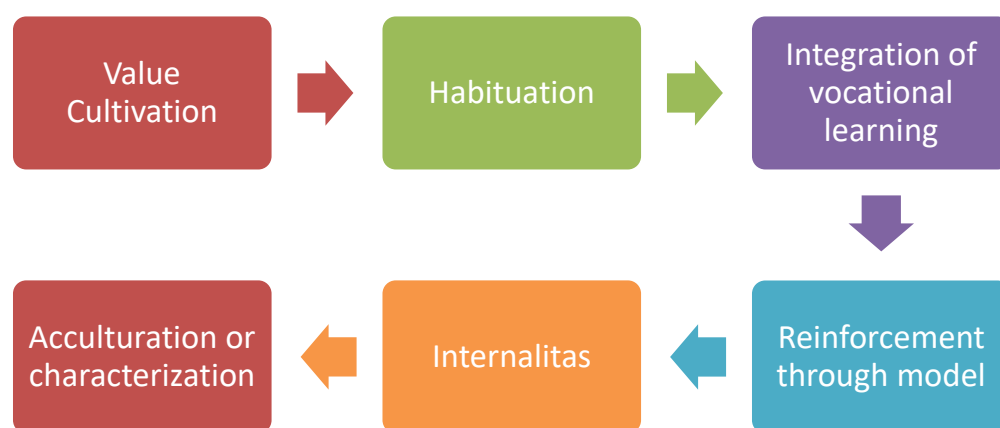 Value
Cultivation
Habituation
Integration of
vocational
learning
Reinforcement
through model
Internalitas
Acculturation or
characterization